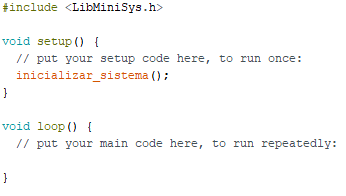 #include <LibMiniSys.h>
void setup() {
  // put your setup code here, to run once:
  inicializar_sistema();
}
void loop() {
  // put your main code here, to run repeatedly:
}